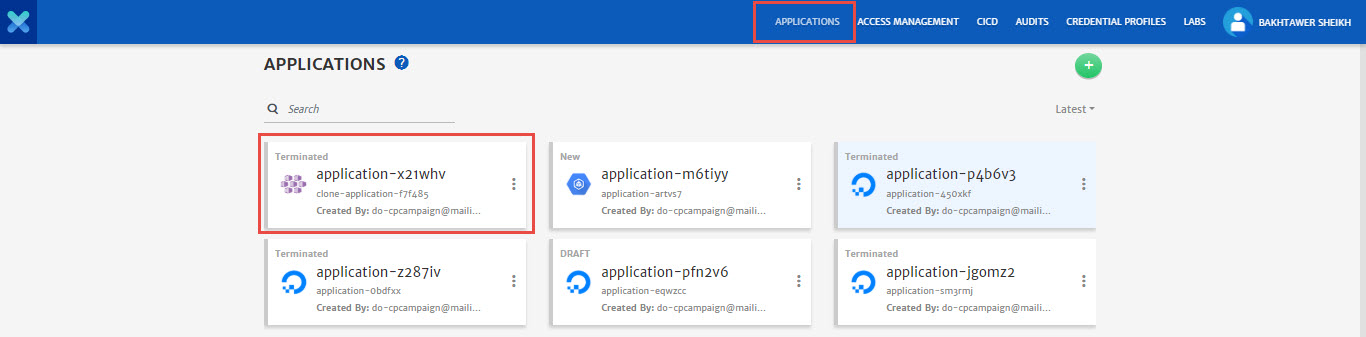 APPLICATIONS ACCESS MANAGEMENT CICD AUDITS CREDENTIAL PROFILES LABS BAKHTAWER SHEIKH
APPLICATIONS ?
+
Search
Latest
Terminated
application-x21whv
clone-application-f7f485
Created By: do-cpcampaign@maili...
New
application-m6tiyy
application-artvs7
Created By: do-cpcampaign@maili...
Terminated
application-p4b6v3
application-450xkf
Created By: do-cpcampaign@maili...
Terminated
application-z287iv
application-0bdfxx
Created By: do-cpcampaign@maili...
DRAFT
application-pfn2v6
application-eqwzcc
Created By: do-cpcampaign@maili...
Terminated
application-jgomz2
application-sm3rmj
Created By: do-cpcampaign@maili...